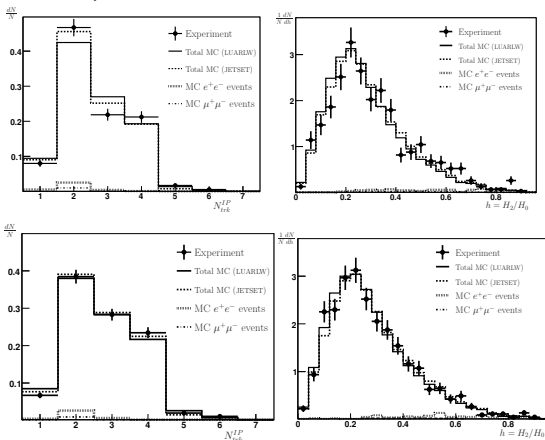 dN
N
Experiment
Total MC (LUARLW)
Total MC (JETSET)
MC e⁺e⁻ events
MC μ⁺μ⁻ events
0.4
0.3
0.2
0.1
1 2 3 4 5 6 7
N_{trk}^{IP}
1 dN
N dh
Experiment
Total MC (LUARLW)
Total MC (JETSET)
MC e⁺e⁻ events
MC μ⁺μ⁻ events
3
2
1
0 0.2 0.4 0.6 0.8
h = H₂/H₀
dN
N
Experiment
Total MC (LUARLW)
Total MC (JETSET)
MC e⁺e⁻ events
MC μ⁺μ⁻ events
0.4
0.3
0.2
0.1
1 2 3 4 5 6 7
N_{trk}^{IP}
1 dN
N dh
Experiment
Total MC (LUARLW)
Total MC (JETSET)
MC e⁺e⁻ events
MC μ⁺μ⁻ events
3
2
1
0 0.2 0.4 0.6 0.8
h = H₂/H₀